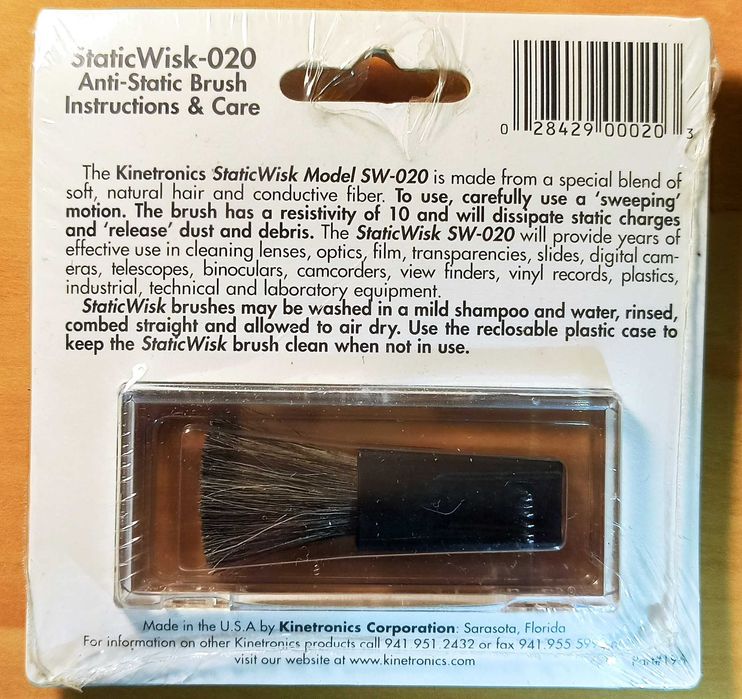 StaticWisk-020
Anti-Static Brush
Instructions & Care
0 28429 00020 3
The Kinetronics StaticWisk Model SW-020 is made from a special blend of
soft, natural hair and conductive fiber. To use, carefully use a ‘sweeping’
motion. The brush has a resistivity of 10 and will dissipate static charges
and ‘release’ dust and debris. The StaticWisk SW-020 will provide years of
effective use in cleaning lenses, optics, film, transparencies, slides, digital cam-
eras, telescopes, binoculars, camcorders, view finders, vinyl records, plastics,
industrial, technical and laboratory equipment.
StaticWisk brushes may be washed in a mild shampoo and water, rinsed,
combed straight and allowed to air dry. Use the reclosable plastic case to
keep the StaticWisk brush clean when not in use.
Made in the U.S.A by Kinetronics Corporation: Sarasota, Florida
For information on other Kinetronics products call 941.951.2432 or fax 941.955
visit our website at www.kinetronics.com